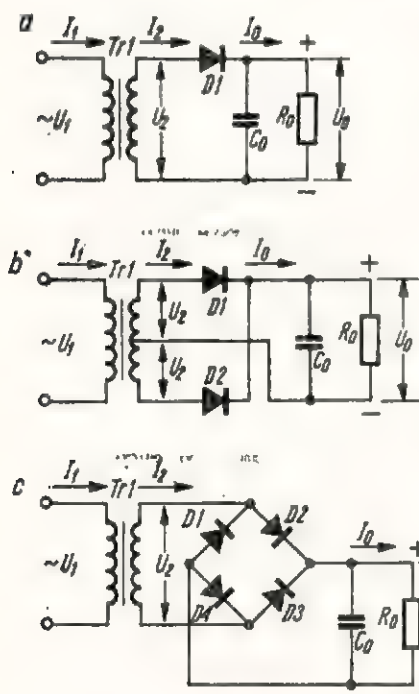 a
I₁ Tr1 I₂ I₀ +
D1
~U₁ U₂ C₀ R₀ U₀
−
b
I₁ Tr1 I₂ I₀ +
D1
U₂
~U₁ C₀ R₀ U₀
U₂
D2 −
c
I₁ Tr1 I₂
D1 D2 I₀ +
~U₁ U₂
D4 D3 C₀ R₀